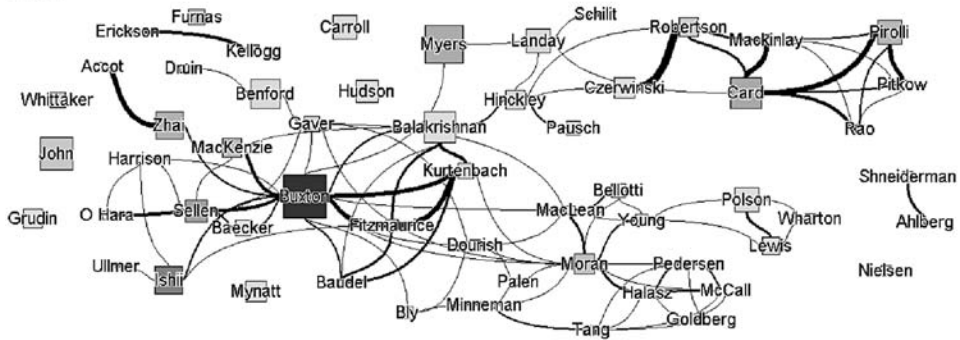 Furnas
Erickson
Kellogg
Carroll
Schilit
Robertson
Myers
Landay
Mackinlay
Pirolli
Accot
Druin
Benford
Hudson
Hinckley
Czerwinski
Card
Pitkow
Whittaker
Zhai
Gaver
Balakrishnan
Pausch
Rao
MacKenzie
John
Harrison
Kurtenbach
Shneiderman
Buxton
Bellotti
Polson
Grudin
O Hara
Sellen
Baecker
Fitzmaurice
MacLean
Young
Wharton
Ahlberg
Dourish
Lewis
Ullmer
Ishii
Moran
Pedersen
Nielsen
Mynatt
Baudel
Palen
Halasz
McCall
Bly
Minneman
Goldberg
Tang